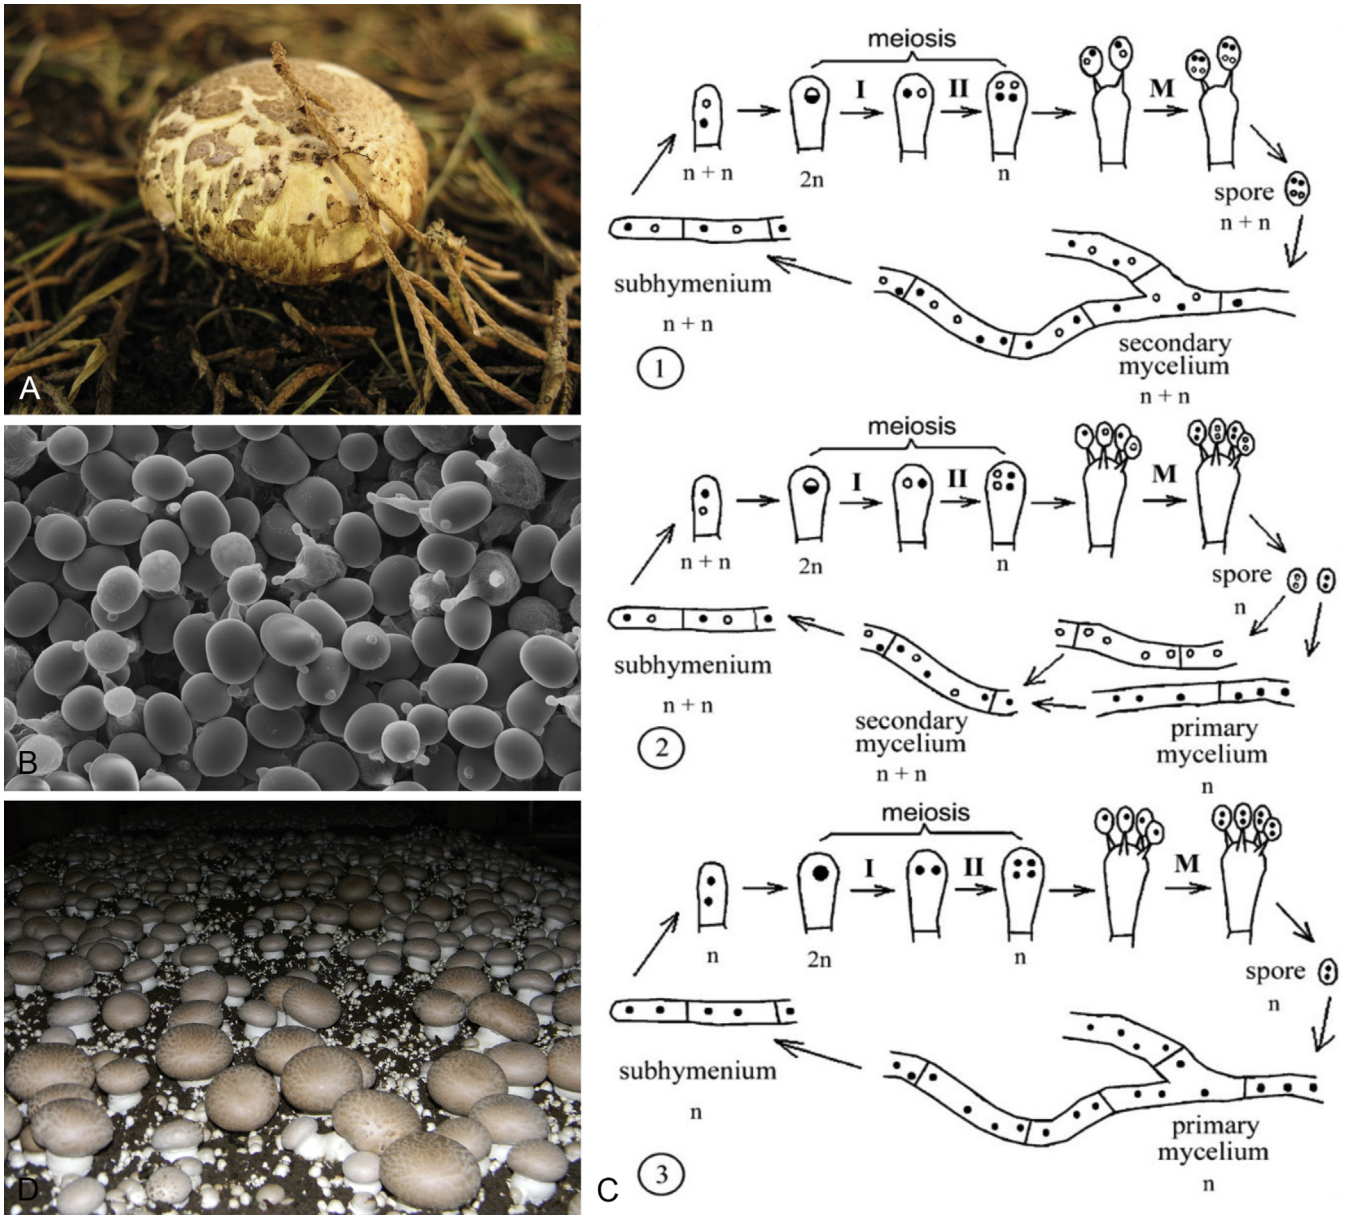 A
B
D
C
meiosis
I II M
n + n
2n
n
spore
n + n
subhymenium
n + n
secondary
mycelium
n + n
1
meiosis
I II M
n + n
2n
n
spore
n
subhymenium
n + n
secondary
mycelium
n + n
primary
mycelium
n
2
meiosis
I II M
n
2n
n
spore
n
subhymenium
n
primary
mycelium
n
3